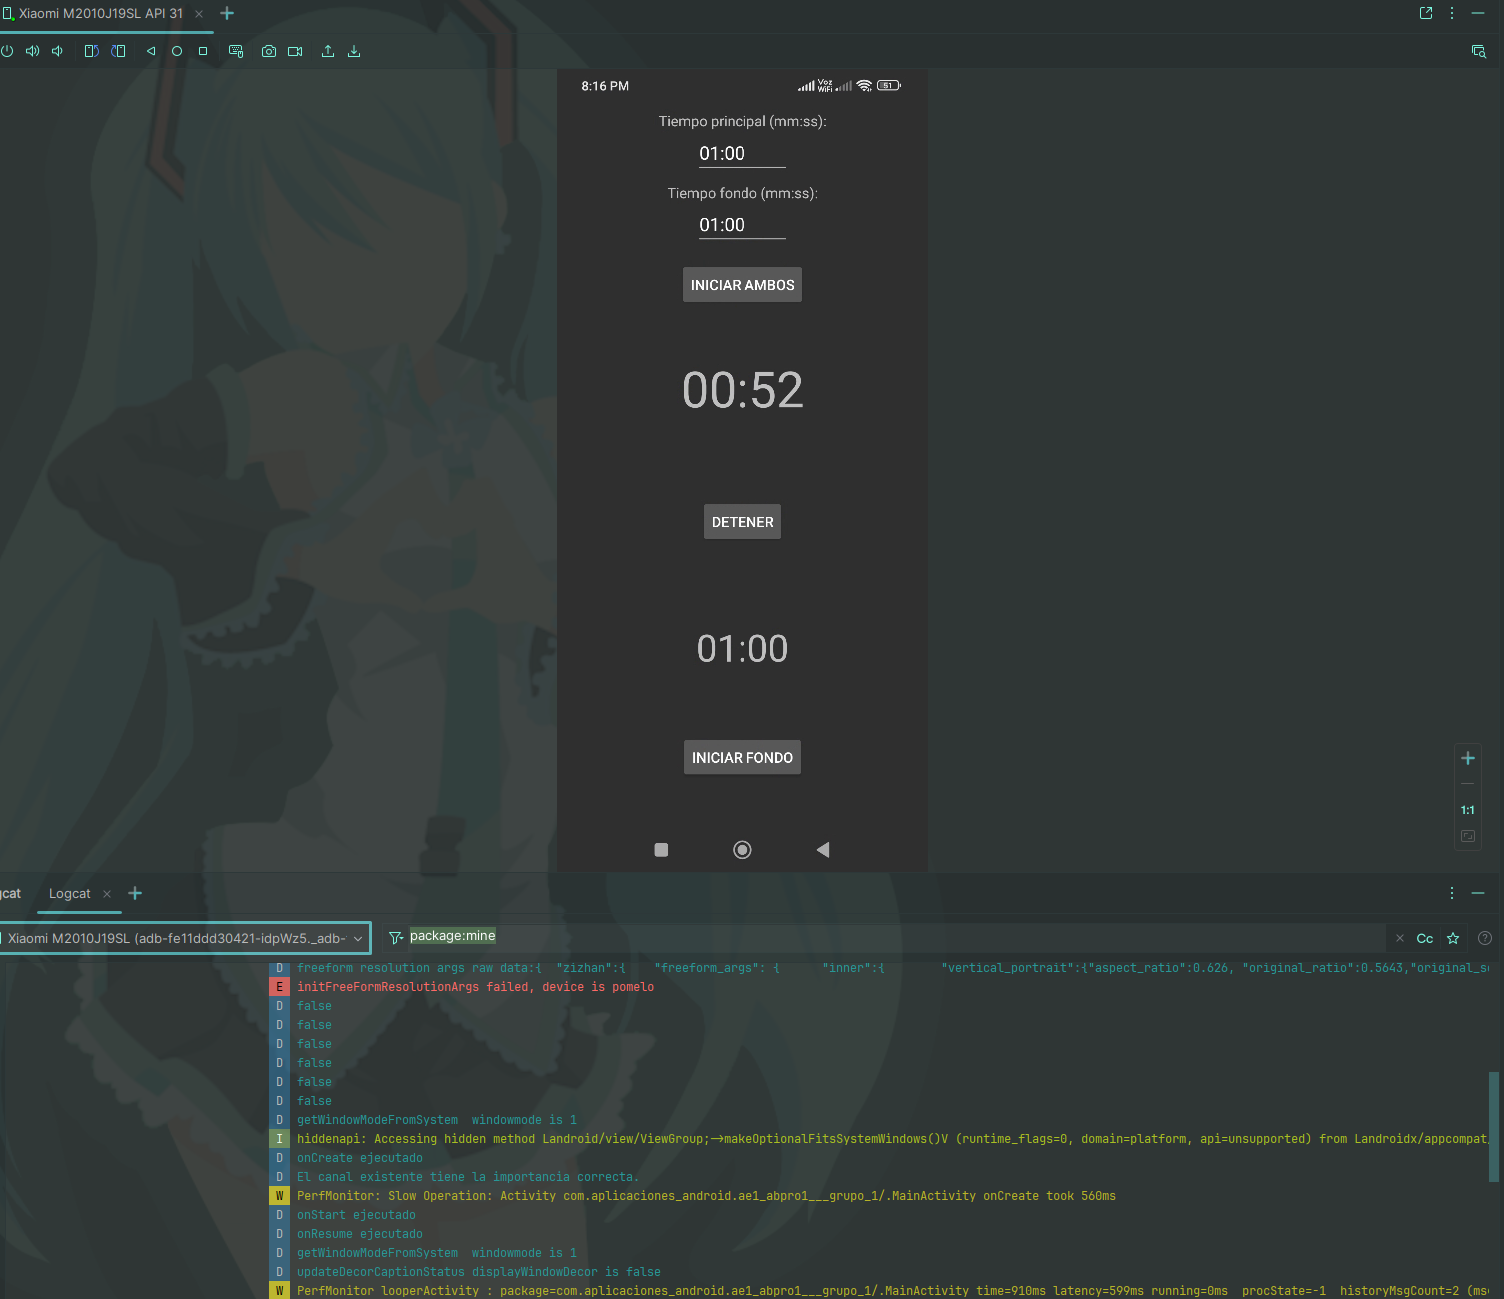 Xiaomi M2010J19SL API 31
8:16 PM
Voz
WiFi
51
Tiempo principal (mm:ss):
01:00
Tiempo fondo (mm:ss):
01:00
INICIAR AMBOS
00:52
DETENER
01:00
INICIAR FONDO
1:1
gcat
Logcat
Xiaomi M2010J19SL (adb-fe11ddd30421-idpWz5._adb-
package:mine
Cc
D freeform resolution args raw data:{ "zizhan":{ "freeform_args": { "inner":{ "vertical_portrait":{"aspect_ratio":0.626, "original_ratio":0.5643,"original_s
E initFreeFormResolutionArgs failed, device is pomelo
D false
D false
D false
D false
D false
D false
D getWindowModeFromSystem windowmode is 1
I hiddenapi: Accessing hidden method Landroid/view/ViewGroup;->makeOptionalFitsSystemWindows()V (runtime_flags=0, domain=platform, api=unsupported) from Landroidx/appcompat/
D onCreate ejecutado
D El canal existente tiene la importancia correcta.
W PerfMonitor: Slow Operation: Activity com.aplicaciones_android.ae1_abpro1___grupo_1/.MainActivity onCreate took 560ms
D onStart ejecutado
D onResume ejecutado
D getWindowModeFromSystem windowmode is 1
D updateDecorCaptionStatus displayWindowDecor is false
W PerfMonitor looperActivity : package=com.aplicaciones_android.ae1_abpro1___grupo_1/.MainActivity time=910ms latency=599ms running=0ms procState=-1 historyMsgCount=2 (ms